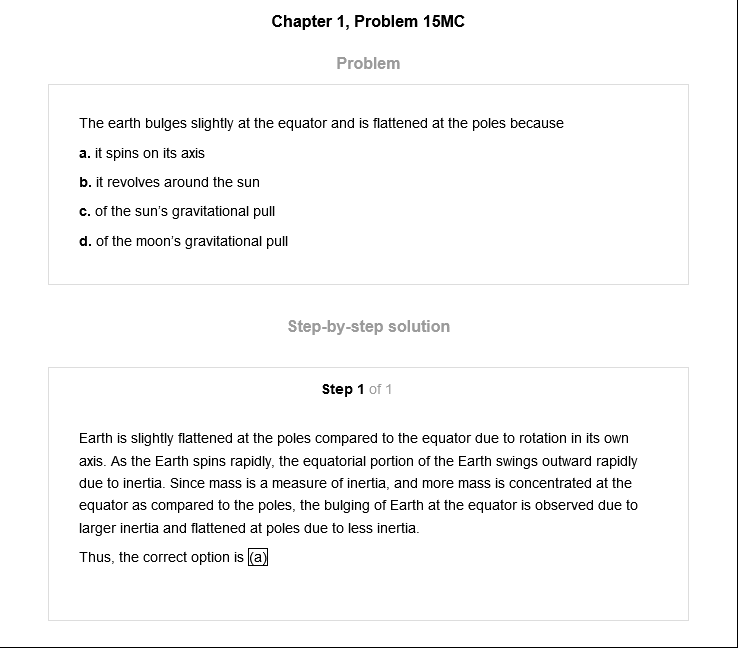 Chapter 1, Problem 15MC
Problem
The earth bulges slightly at the equator and is flattened at the poles because
a. it spins on its axis
b. it revolves around the sun
c. of the sun's gravitational pull
d. of the moon's gravitational pull
Step-by-step solution
Step 1 of 1
Earth is slightly flattened at the poles compared to the equator due to rotation in its own
axis. As the Earth spins rapidly, the equatorial portion of the Earth swings outward rapidly
due to inertia. Since mass is a measure of inertia, and more mass is concentrated at the
equator as compared to the poles, the bulging of Earth at the equator is observed due to
larger inertia and flattened at poles due to less inertia.
Thus, the correct option is (a)